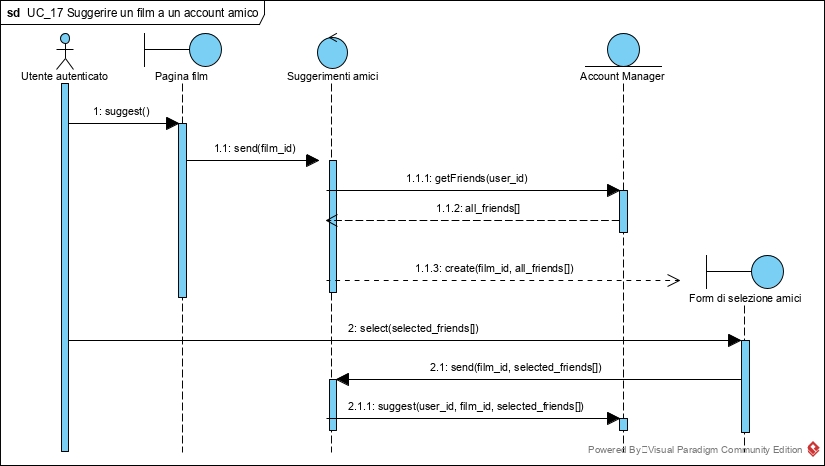 sd UC_17 Suggerire un film a un account amico
Utente autenticato
Pagina film
Suggerimenti amici
Account Manager
1: suggest()
1.1: send(film_id)
1.1.1: getFriends(user_id)
1.1.2: all_friends[]
1.1.3: create(film_id, all_friends[])
Form di selezione amici
2: select(selected_friends[])
2.1: send(film_id, selected_friends[])
2.1.1: suggest(user_id, film_id, selected_friends[])
Powered By Visual Paradigm Community Edition